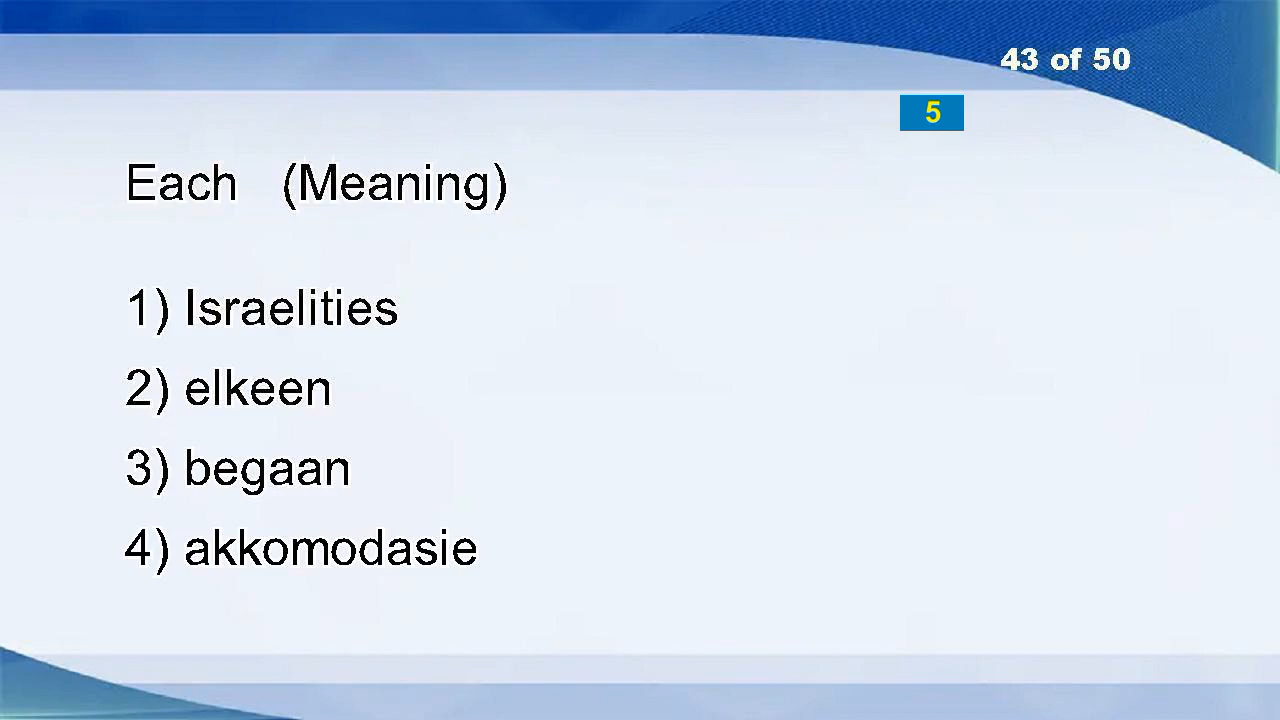 43 of 50
5
Each (Meaning)
1) Israelities
2) elkeen
3) begaan
4) akkomodasie